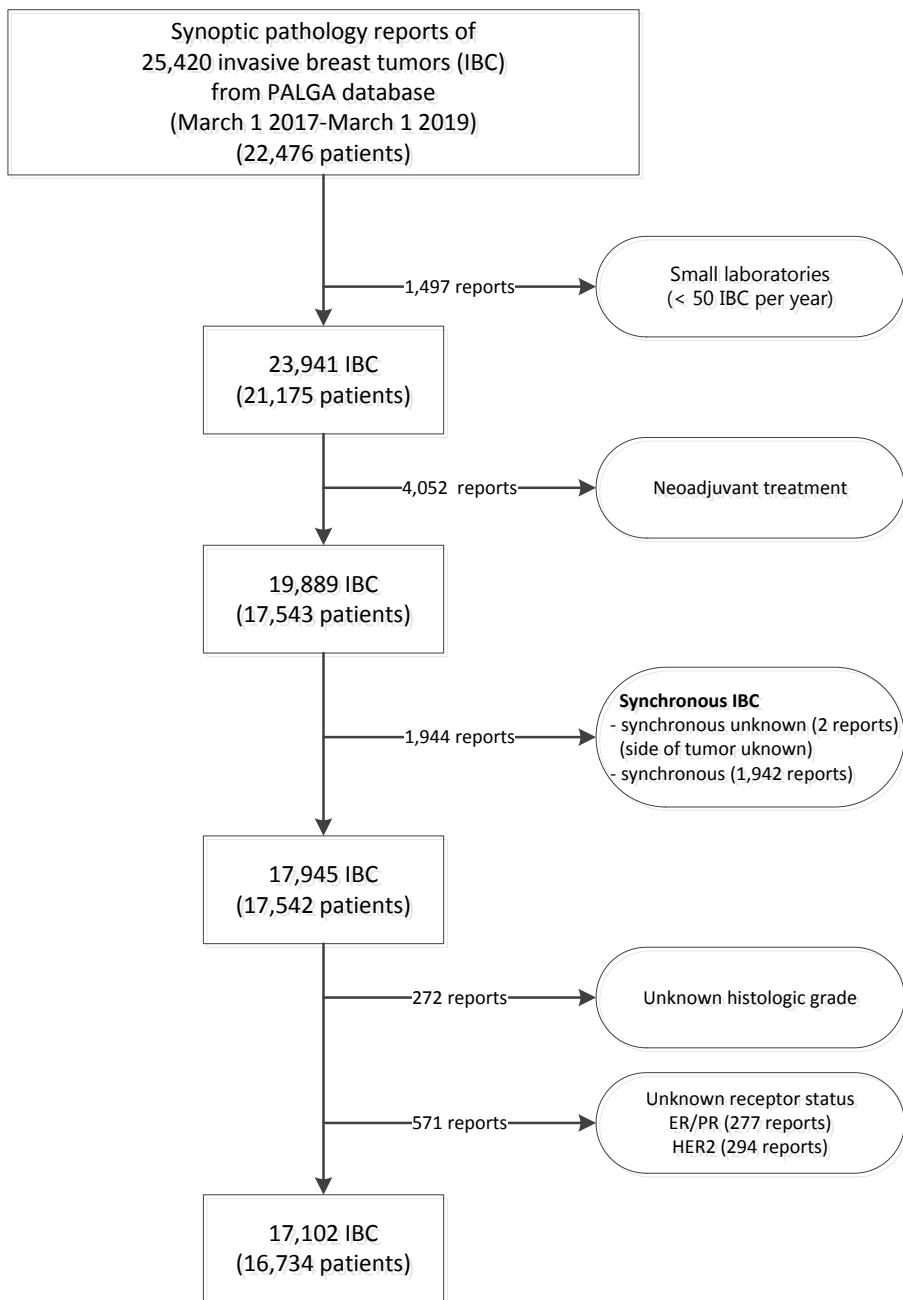 Synoptic pathology reports of
25,420 invasive breast tumors (IBC)
from PALGA database
(March 1 2017-March 1 2019)
(22,476 patients)
1,497 reports
Small laboratories
(< 50 IBC per year)
23,941 IBC
(21,175 patients)
4,052 reports
Neoadjuvant treatment
19,889 IBC
(17,543 patients)
1,944 reports
Synchronous IBC
- synchronous unknown (2 reports)
(side of tumor uknown)
- synchronous (1,942 reports)
17,945 IBC
(17,542 patients)
272 reports
Unknown histologic grade
571 reports
Unknown receptor status
ER/PR (277 reports)
HER2 (294 reports)
17,102 IBC
(16,734 patients)